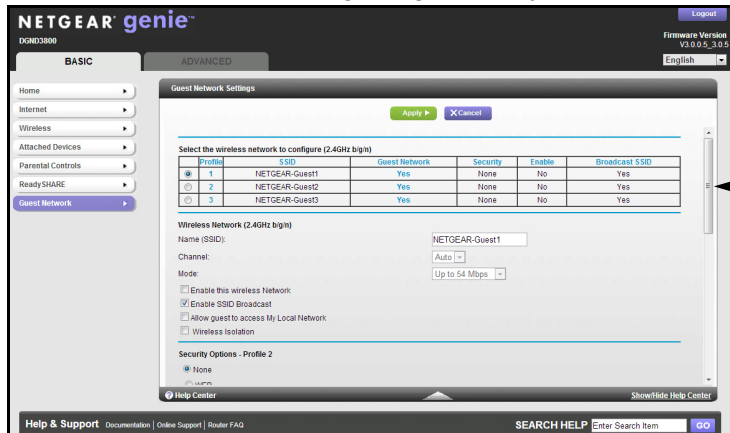 NETGEAR® genie™
DGND3800
Logout
Firmware Version
V3.0.0.5_3.0.5
English
BASIC
ADVANCED
Home
Internet
Wireless
Attached Devices
Parental Controls
ReadySHARE
Guest Network
Guest Network Settings
Apply
X Cancel
Select the wireless network to configure (2.4GHz b/g/n)
Profile SSID Guest Network Security Enable Broadcast SSID
1 NETGEAR-Guest1 Yes None No Yes
2 NETGEAR-Guest2 Yes None No Yes
3 NETGEAR-Guest3 Yes None No Yes
Wireless Network (2.4GHz b/g/n)
Name (SSID): NETGEAR-Guest1
Channel: Auto
Mode: Up to 54 Mbps
Enable this wireless Network
Enable SSID Broadcast
Allow guest to access My Local Network
Wireless Isolation
Security Options - Profile 2
None
Help Center
Show/Hide Help Center
Help & Support Documentation | Online Support | Router FAQ
SEARCH HELP Enter Search Item GO